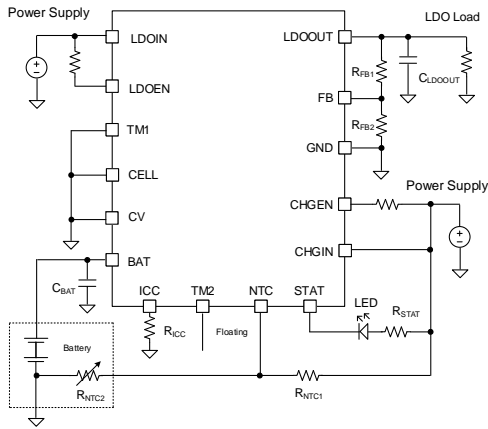 Power Supply
LDO Load
LDOIN
LDOOUT
RFB1
CLDOOUT
LDOEN
FB
RFB2
TM1
GND
Power Supply
CELL
CHGEN
CV
CHGIN
BAT
CBAT
ICC
TM2
NTC
STAT
LED
RSTAT
RICC
Floating
Battery
RNTC2
RNTC1